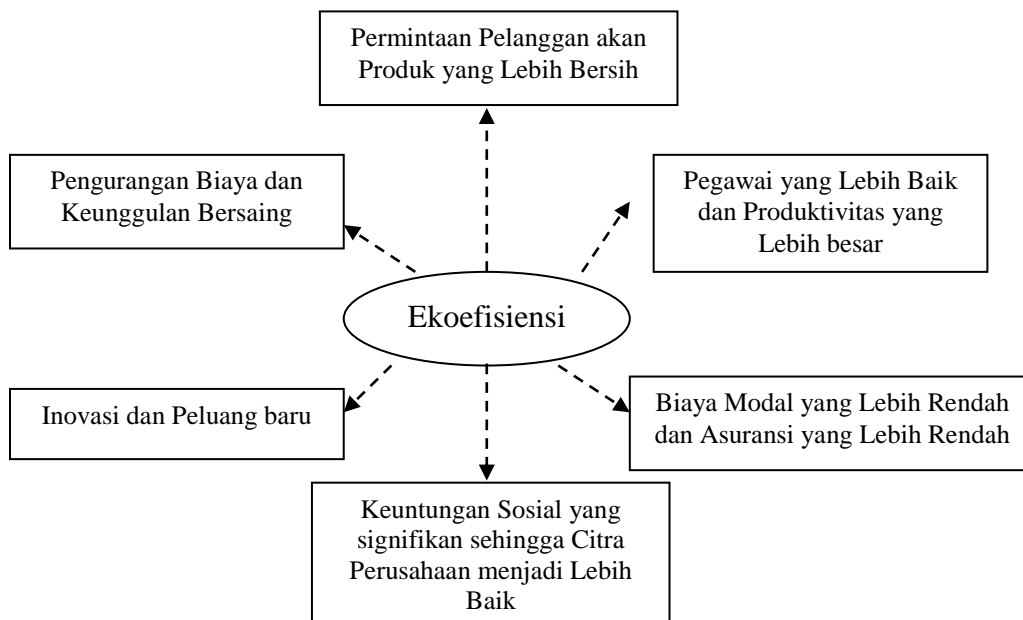 Permintaan Pelanggan akan
Produk yang Lebih Bersih
Pengurangan Biaya dan
Keunggulan Bersaing
Pegawai yang Lebih Baik
dan Produktivitas yang
Lebih besar
Ekoefisiensi
Inovasi dan Peluang baru
Biaya Modal yang Lebih Rendah
dan Asuransi yang Lebih Rendah
Keuntungan Sosial yang
signifikan sehingga Citra
Perusahaan menjadi Lebih
Baik